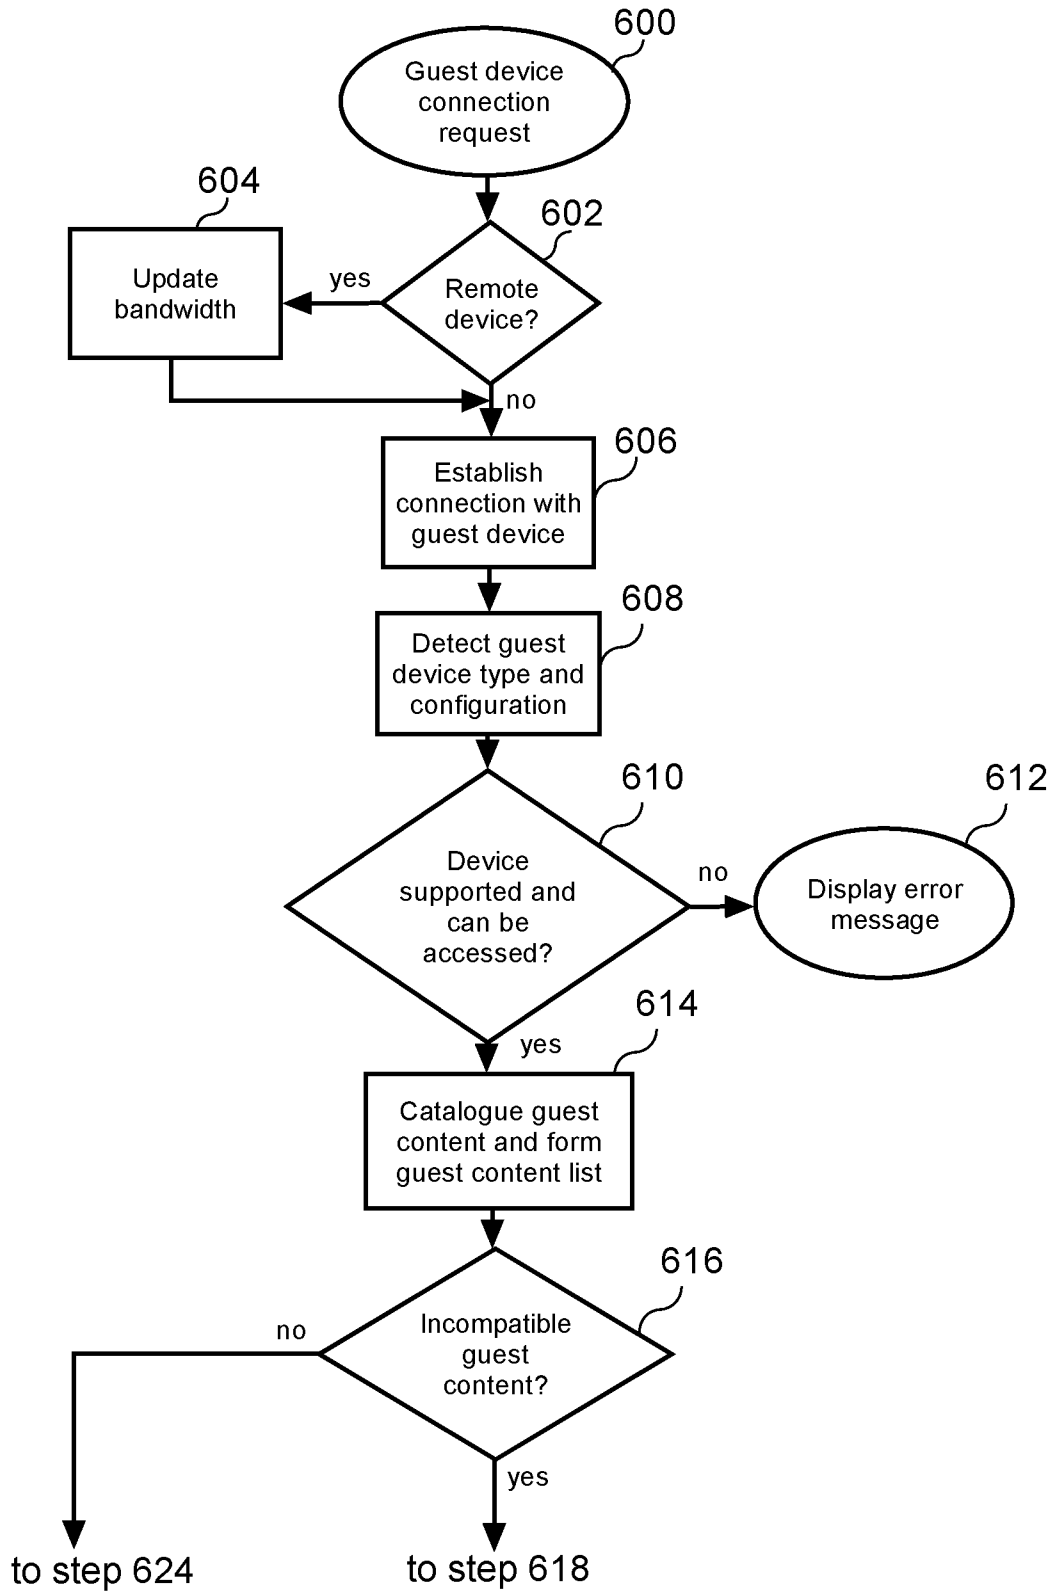 600
Guest device
connection
request
604
602
Update
bandwidth
yes
Remote
device?
no
606
Establish
connection with
guest device
608
Detect guest
device type and
configuration
610
612
Device
supported and
can be
accessed?
no
Display error
message
614
yes
Catalogue guest
content and form
guest content list
616
no
Incompatible
guest
content?
yes
to step 624
to step 618